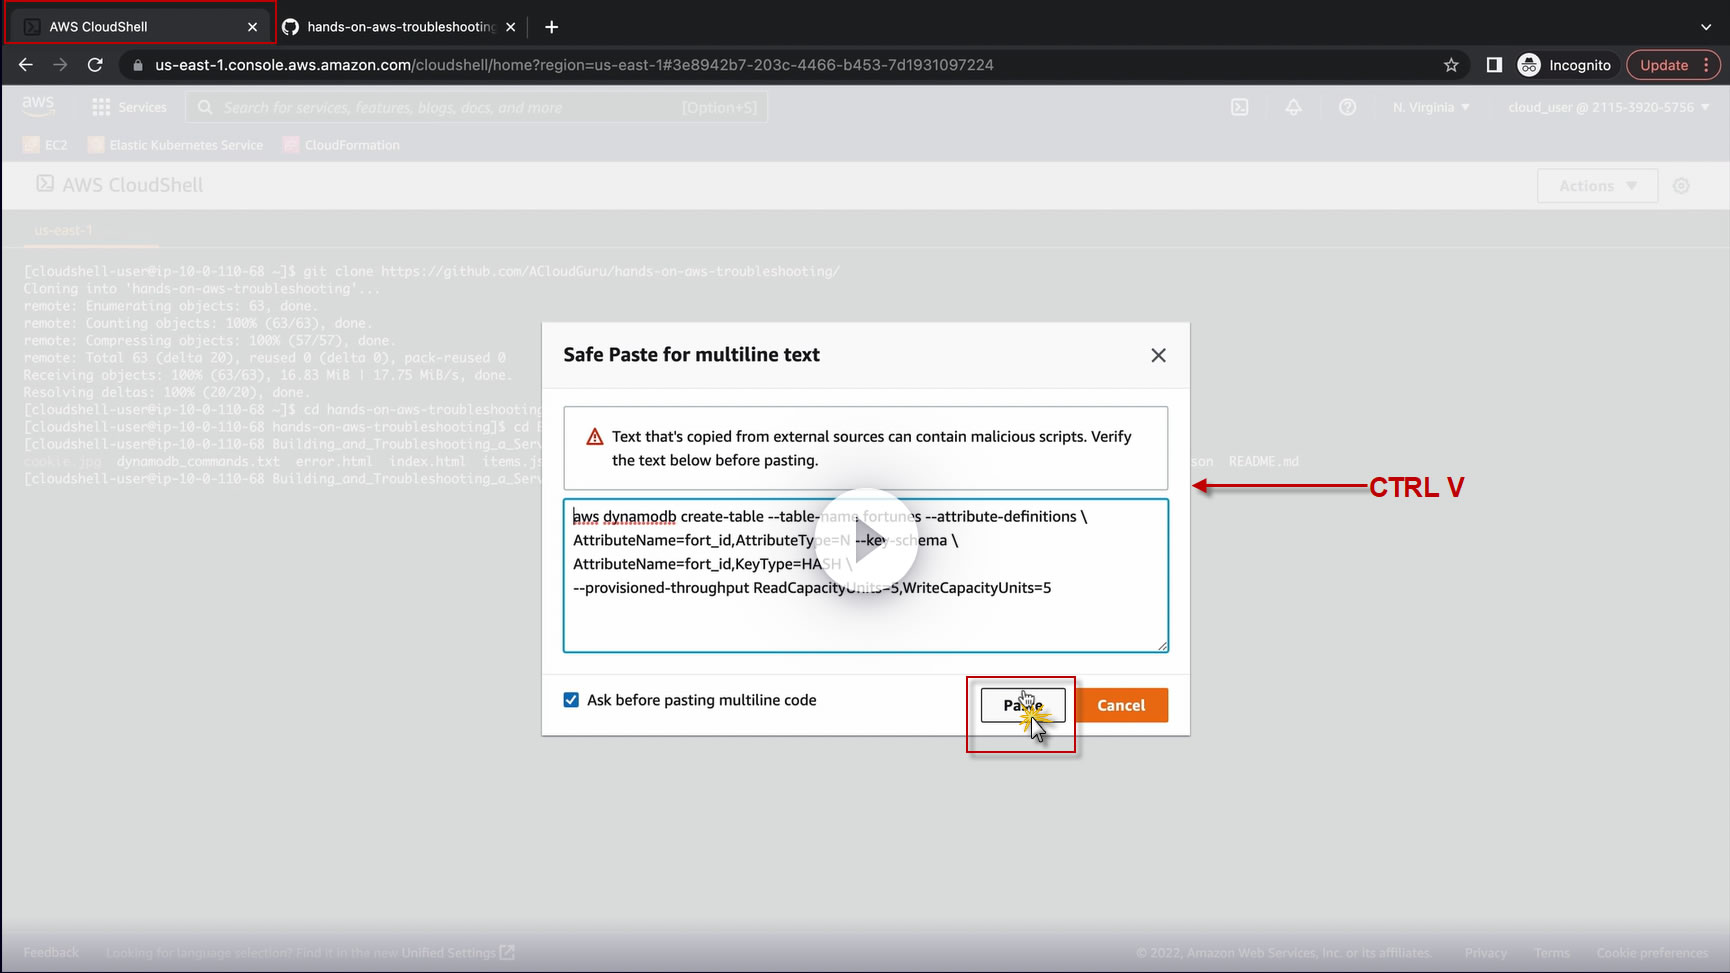 AWS CloudShell
hands-on-aws-troubleshooting
us-east-1.console.aws.amazon.com/cloudshell/home?region=us-east-1#3e8942b7-203c-4466-b453-7d1931097224
Incognito
Update
aws
Services
Search for services, features, blogs, docs, and more
[Option+S]
N. Virginia
cloud_user @ 2115-3920-5756
EC2
Elastic Kubernetes Service
CloudFormation
AWS CloudShell
Actions
us-east-1
[cloudshell-user@ip-10-0-110-68 ~]$ git clone https://github.com/ACloudGuru/hands-on-aws-troubleshooting/
Cloning into 'hands-on-aws-troubleshooting'...
remote: Enumerating objects: 63, done.
remote: Counting objects: 100% (63/63), done.
remote: Compressing objects: 100% (57/57), done.
remote: Total 63 (delta 20), reused 0 (delta 0), pack-reused 0
Receiving objects: 100% (63/63), 16.83 MiB | 17.75 MiB/s, done.
Resolving deltas: 100% (20/20), done.
[cloudshell-user@ip-10-0-110-68 ~]$ cd hands-on-aws-troubleshooting
[cloudshell-user@ip-10-0-110-68 hands-on-aws-troubleshooting]$ cd
[cloudshell-user@ip-10-0-110-68 Building_and_Troubleshooting_a_Serv
cookie.jpg dynamodb_commands.txt error.html index.html items.js
son README.md
[cloudshell-user@ip-10-0-110-68 Building_and_Troubleshooting_a_Serv
Safe Paste for multiline text
Text that's copied from external sources can contain malicious scripts. Verify
the text below before pasting.
aws dynamodb create-table --table-name fortunes --attribute-definitions \
AttributeName=fort_id,AttributeType=N --key-schema \
AttributeName=fort_id,KeyType=HASH \
--provisioned-throughput ReadCapacityUnits=5,WriteCapacityUnits=5
Ask before pasting multiline code
Paste
Cancel
CTRL V
Feedback
Looking for language selection? Find it in the new Unified Settings
© 2022, Amazon Web Services, Inc. or its affiliates.
Privacy
Terms
Cookie preferences